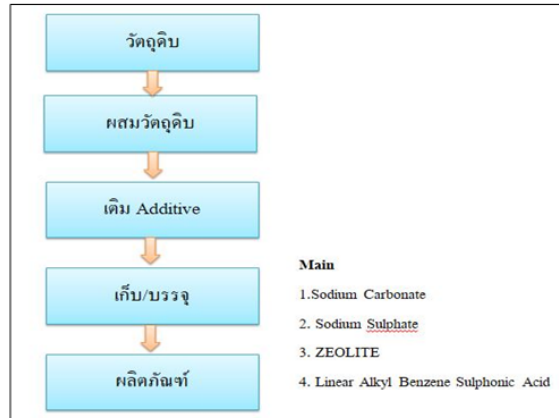 วัตถุดิบ
ผสมวัตถุดิบ
เติม Additive
เก็บ/บรรจุ
ผลิตภัณฑ์
Main
1.Sodium Carbonate
2. Sodium Sulphate
3. ZEOLITE
4. Linear Alkyl Benzene Sulphonic Acid